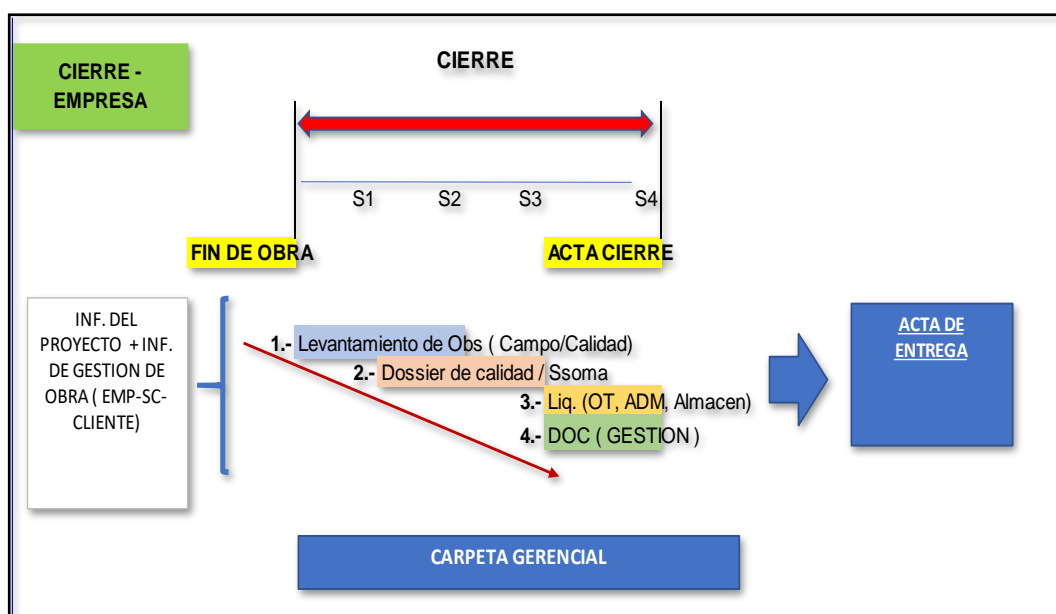 CIERRE -
EMPRESA
CIERRE
S1 S2 S3 S4
FIN DE OBRA ACTA CIERRE
INF. DEL
PROYECTO + INF.
DE GESTION DE
OBRA ( EMP-SC-
CLIENTE)
1.- Levantamiento de Obs ( Campo/Calidad)
2.- Dossier de calidad / Ssoma
3.- Liq. (OT, ADM, Almacen)
4.- DOC ( GESTION )
ACTA DE
ENTREGA
CARPETA GERENCIAL